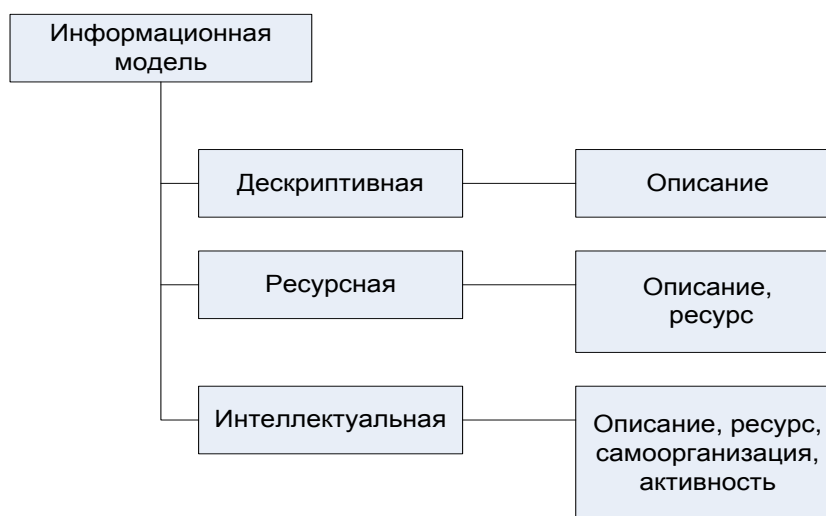 Информационная
модель
Дескриптивная
Описание
Ресурсная
Описание,
ресурс
Интеллектуальная
Описание, ресурс,
самоорганизация,
активность